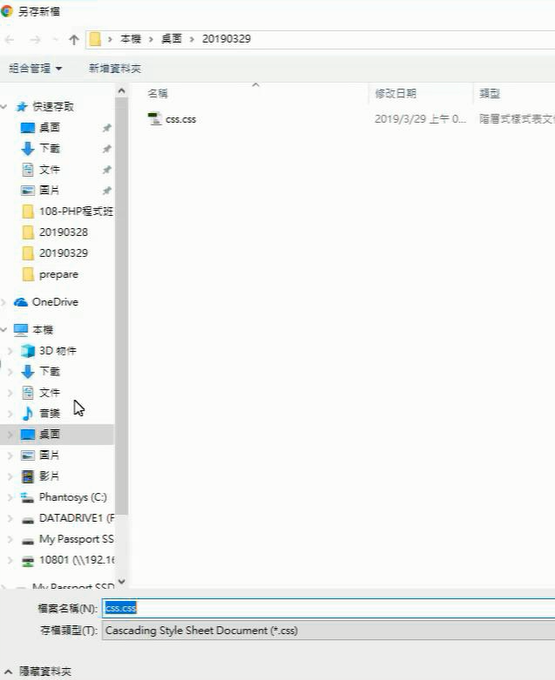 另存新檔
本機 › 桌面 › 20190329
組合管理 新增資料夾
名稱 修改日期 類型
css.css 2019/3/29 上午 0... 階層式樣式表文
快速存取
桌面
下載
文件
圖片
108-PHP程式班
20190328
20190329
prepare
OneDrive
本機
3D 物件
下載
文件
音樂
桌面
圖片
影片
Phantosys (C:)
DATADRIVE1 (F
My Passport SS
10801 (\\192.16
My Passport SSD
檔案名稱(N): css.css
存檔類型(T): Cascading Style Sheet Document (*.css)
隱藏資料夾